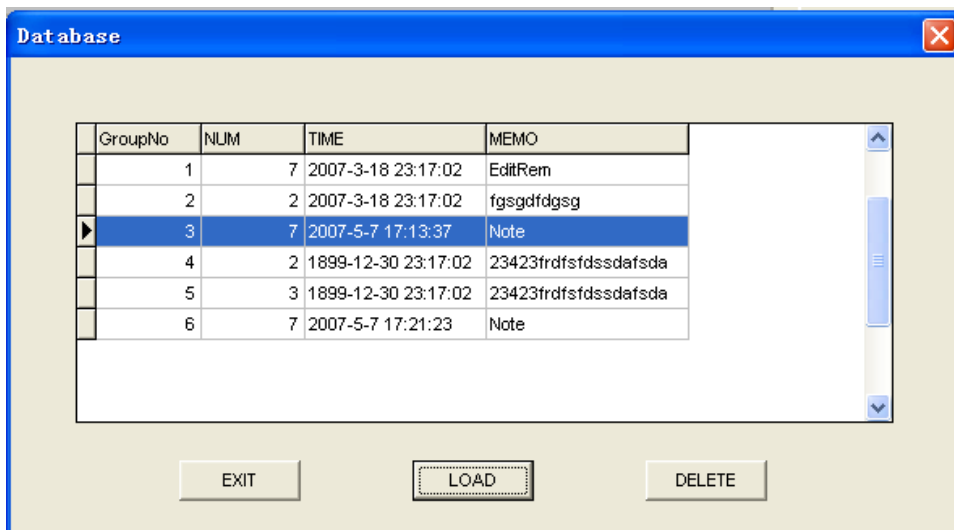 Database
GroupNo NUM TIME MEMO
1 7 2007-3-18 23:17:02 EditRem
2 2 2007-3-18 23:17:02 fgsgdfdgsg
3 7 2007-5-7 17:13:37 Note
4 2 1899-12-30 23:17:02 23423frdfsfdssdafsda
5 3 1899-12-30 23:17:02 23423frdfsfdssdafsda
6 7 2007-5-7 17:21:23 Note
EXIT LOAD DELETE